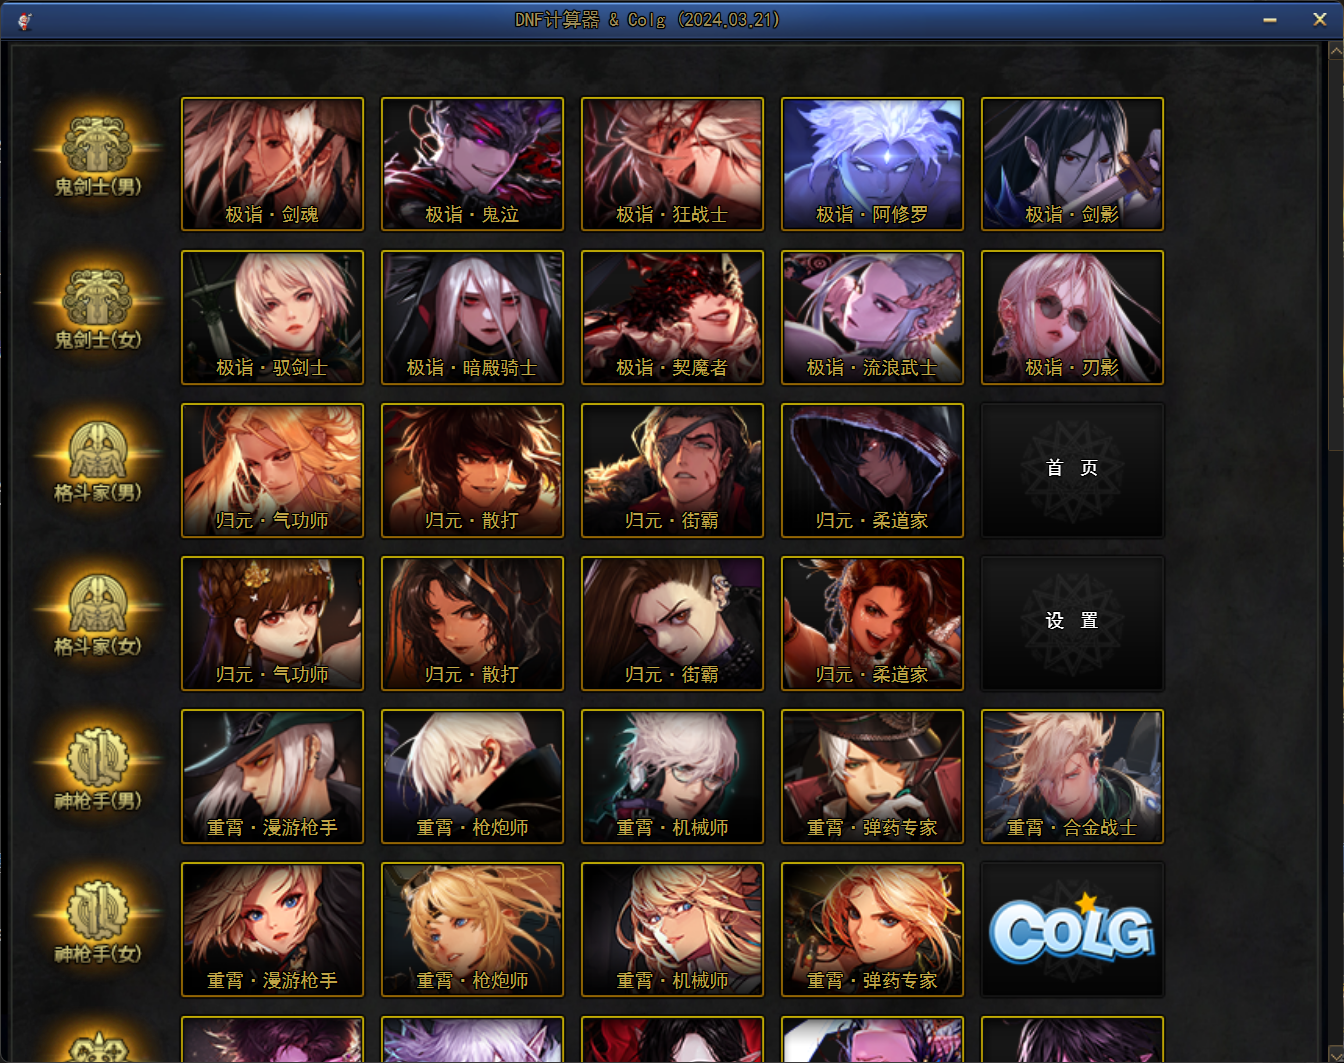 DNF计算器 & Colg (2024.03.21)
鬼剑士(男)
极诣·剑魂
极诣·鬼泣
极诣·狂战士
极诣·阿修罗
极诣·剑影
鬼剑士(女)
极诣·驭剑士
极诣·暗殿骑士
极诣·契魔者
极诣·流浪武士
极诣·刃影
格斗家(男)
归元·气功师
归元·散打
归元·街霸
归元·柔道家
首 页
格斗家(女)
归元·气功师
归元·散打
归元·街霸
归元·柔道家
设 置
神枪手(男)
重霄·漫游枪手
重霄·枪炮师
重霄·机械师
重霄·弹药专家
重霄·合金战士
神枪手(女)
重霄·漫游枪手
重霄·枪炮师
重霄·机械师
重霄·弹药专家
COLG